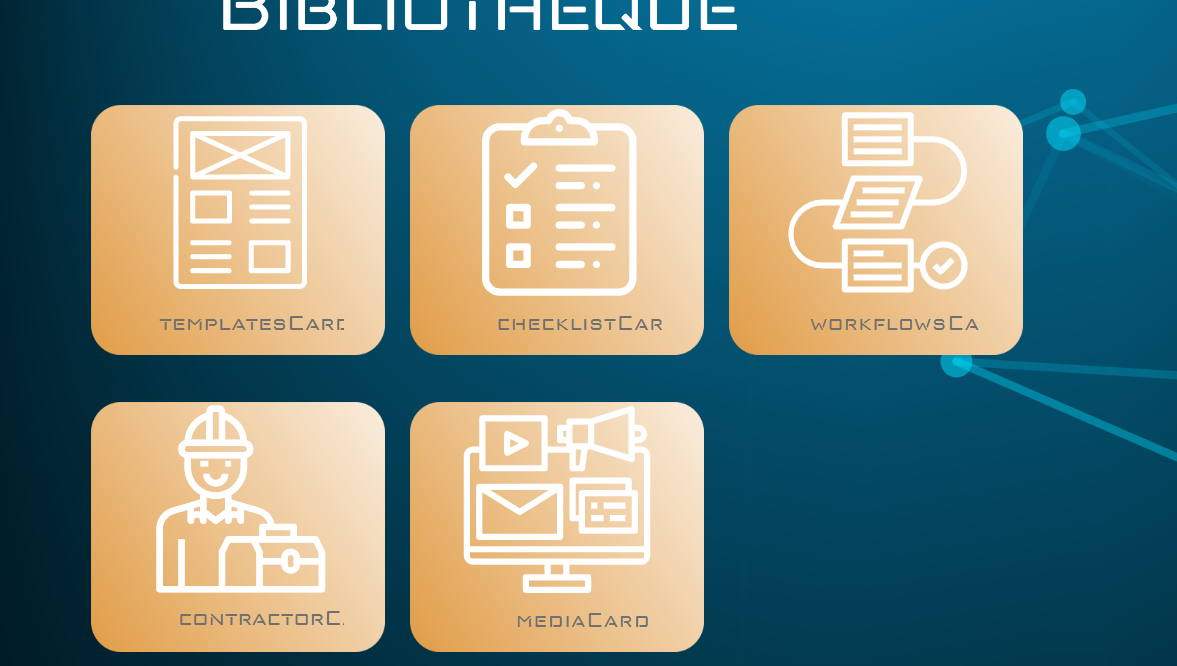 BIBLIOTHEQUE
TEMPLATESCARD
CHECKLISTCAR
WORKFLOWSCA
CONTRACTORC.
MEDIACARD